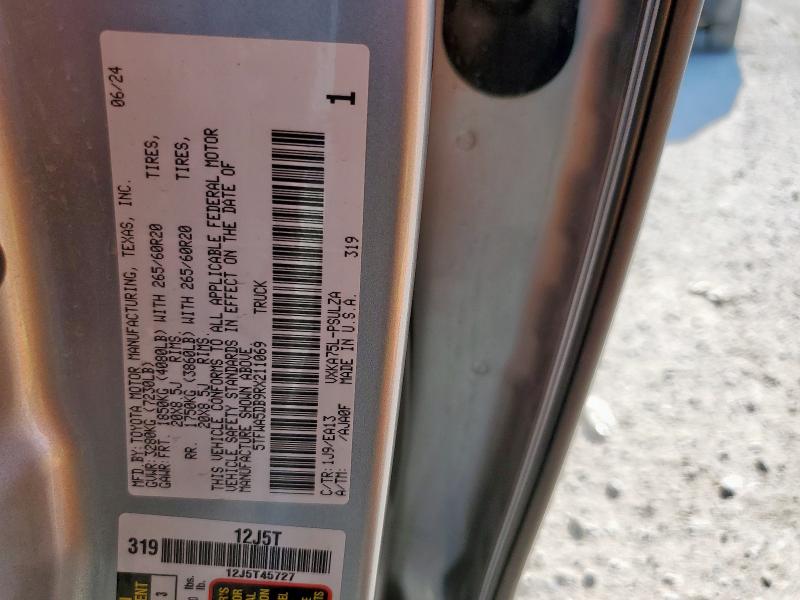 06/24
MFD.BY:TOYOTA MOTOR MANUFACTURING, TEXAS, INC.
GVWR:3280KG (7230LB)
GAWR:FRT. 1850KG (4080LB) WITH 265/60R20 TIRES,
20X8.5J RIMS.
RR. 1750KG (3860LB) WITH 265/60R20 TIRES,
20X8.5J RIMS.
THIS VEHICLE CONFORMS TO ALL APPLICABLE FEDERAL MOTOR
VEHICLE SAFETY STANDARDS IN EFFECT ON THE DATE OF
MANUFACTURE SHOWN ABOVE.
5TFWA5DB9RX211069 TRUCK
C/TR:1J9/EA13 VXKA75L-PSULZA 319
A/TM: /AJA0F MADE IN U.S.A.
1
319
12J5T
12J5T45727
3
lbs.
lb.